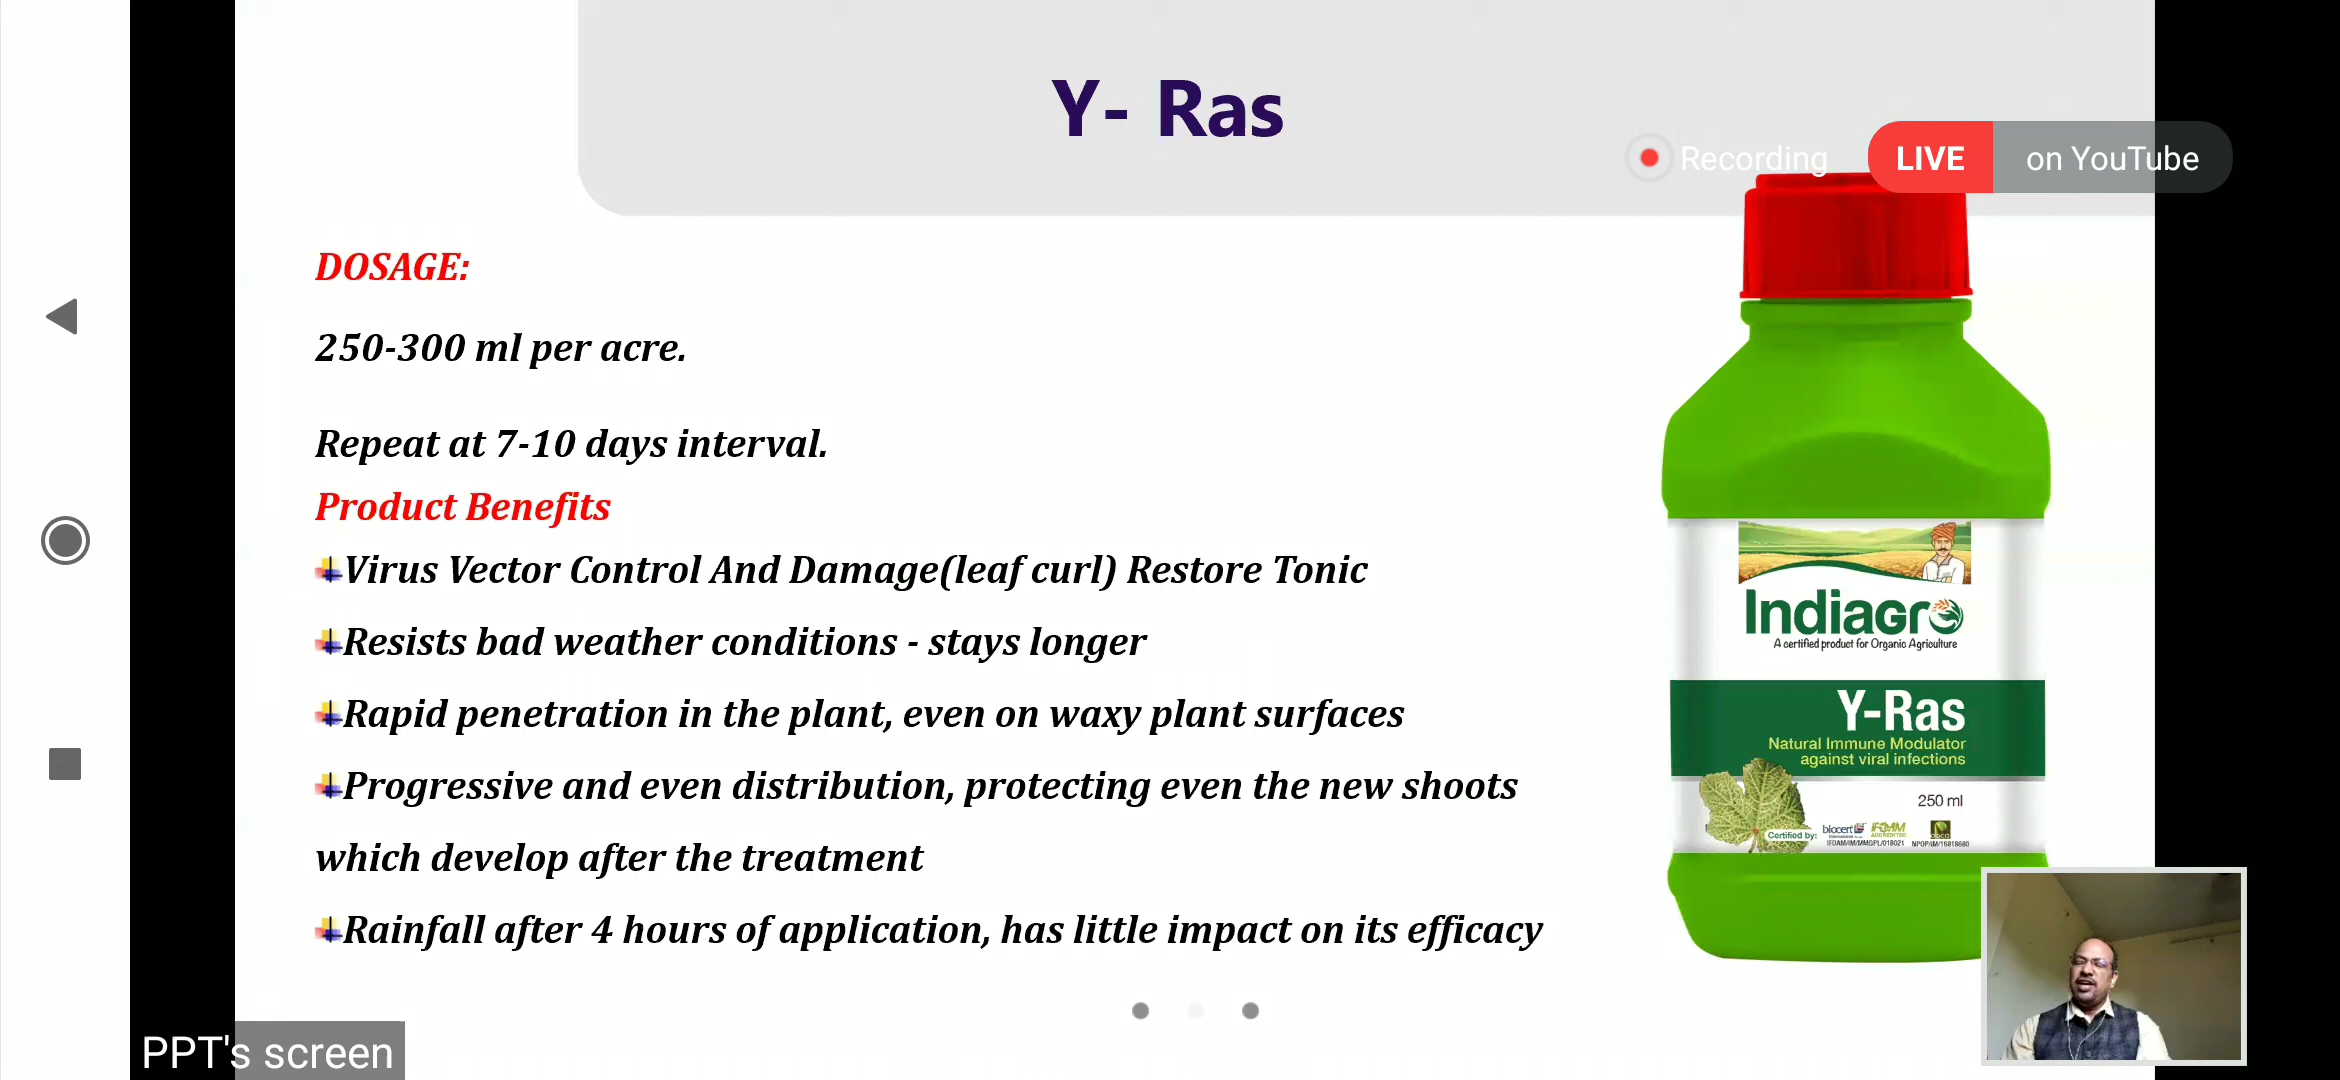 Y- Ras
Recording
LIVE on YouTube
DOSAGE:
250-300 ml per acre.
Repeat at 7-10 days interval.
Product Benefits
Virus Vector Control And Damage(leaf curl) Restore Tonic
Resists bad weather conditions - stays longer
Rapid penetration in the plant, even on waxy plant surfaces
Progressive and even distribution, protecting even the new shoots
which develop after the treatment
Rainfall after 4 hours of application, has little impact on its efficacy
Indiagro
A certified product for Organic Agriculture
Y-Ras
Natural Immune Modulator
against viral infections
250 ml
Certified by: biocert IFOAM
PPT's screen